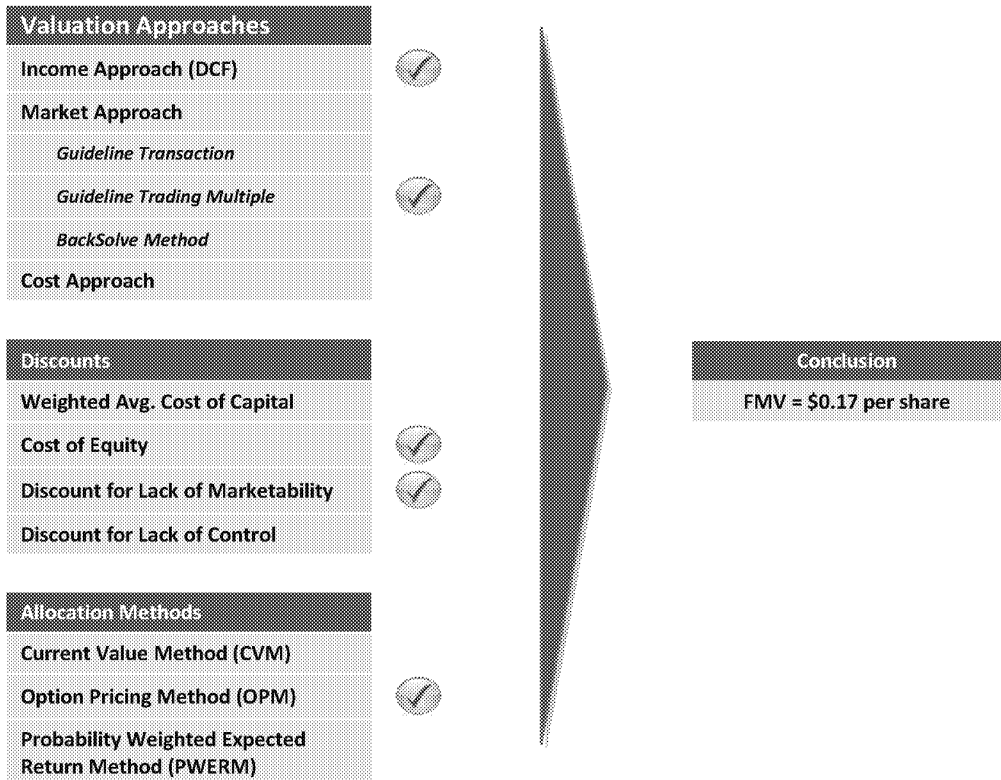 Valuation Approaches
Income Approach (DCF)
Market Approach
Guideline Transaction
Guideline Trading Multiple
BackSolve Method
Cost Approach
Discounts
Weighted Avg. Cost of Capital
Cost of Equity
Discount for Lack of Marketability
Discount for Lack of Control
Allocation Methods
Current Value Method (CVM)
Option Pricing Method (OPM)
Probability Weighted Expected
Return Method (PWERM)
Conclusion
FMV = $0.17 per share